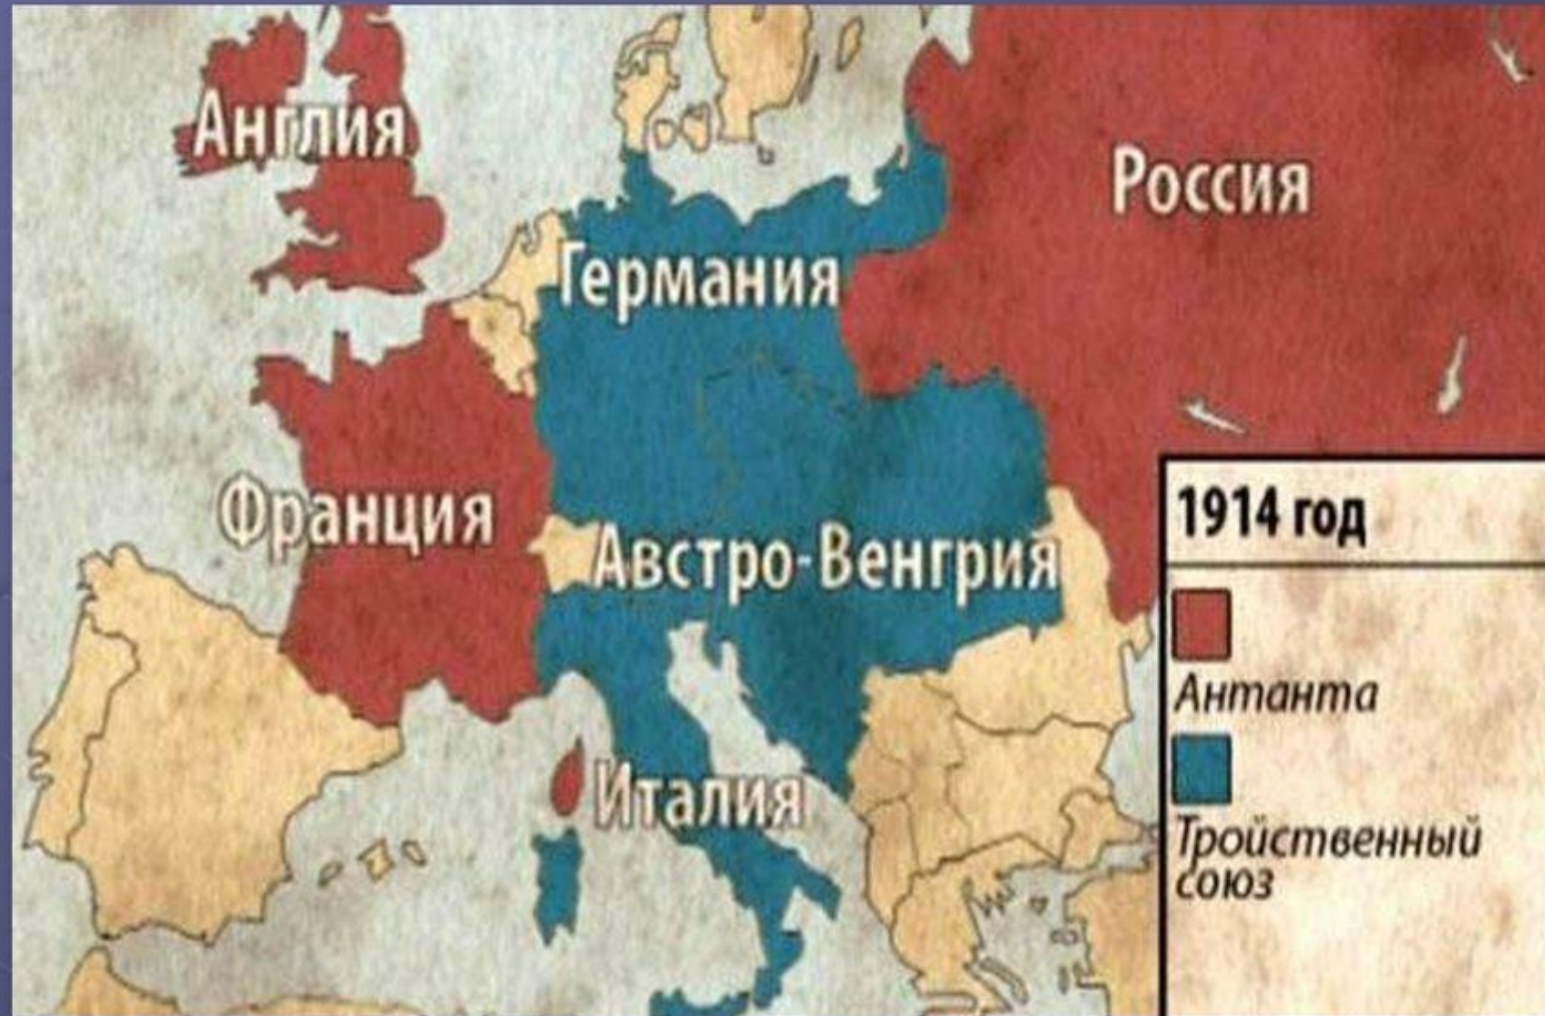 Англия
Россия
Германия
Франция
Австро-Венгрия
Италия
1914 год
Антанта
Тройственный
союз